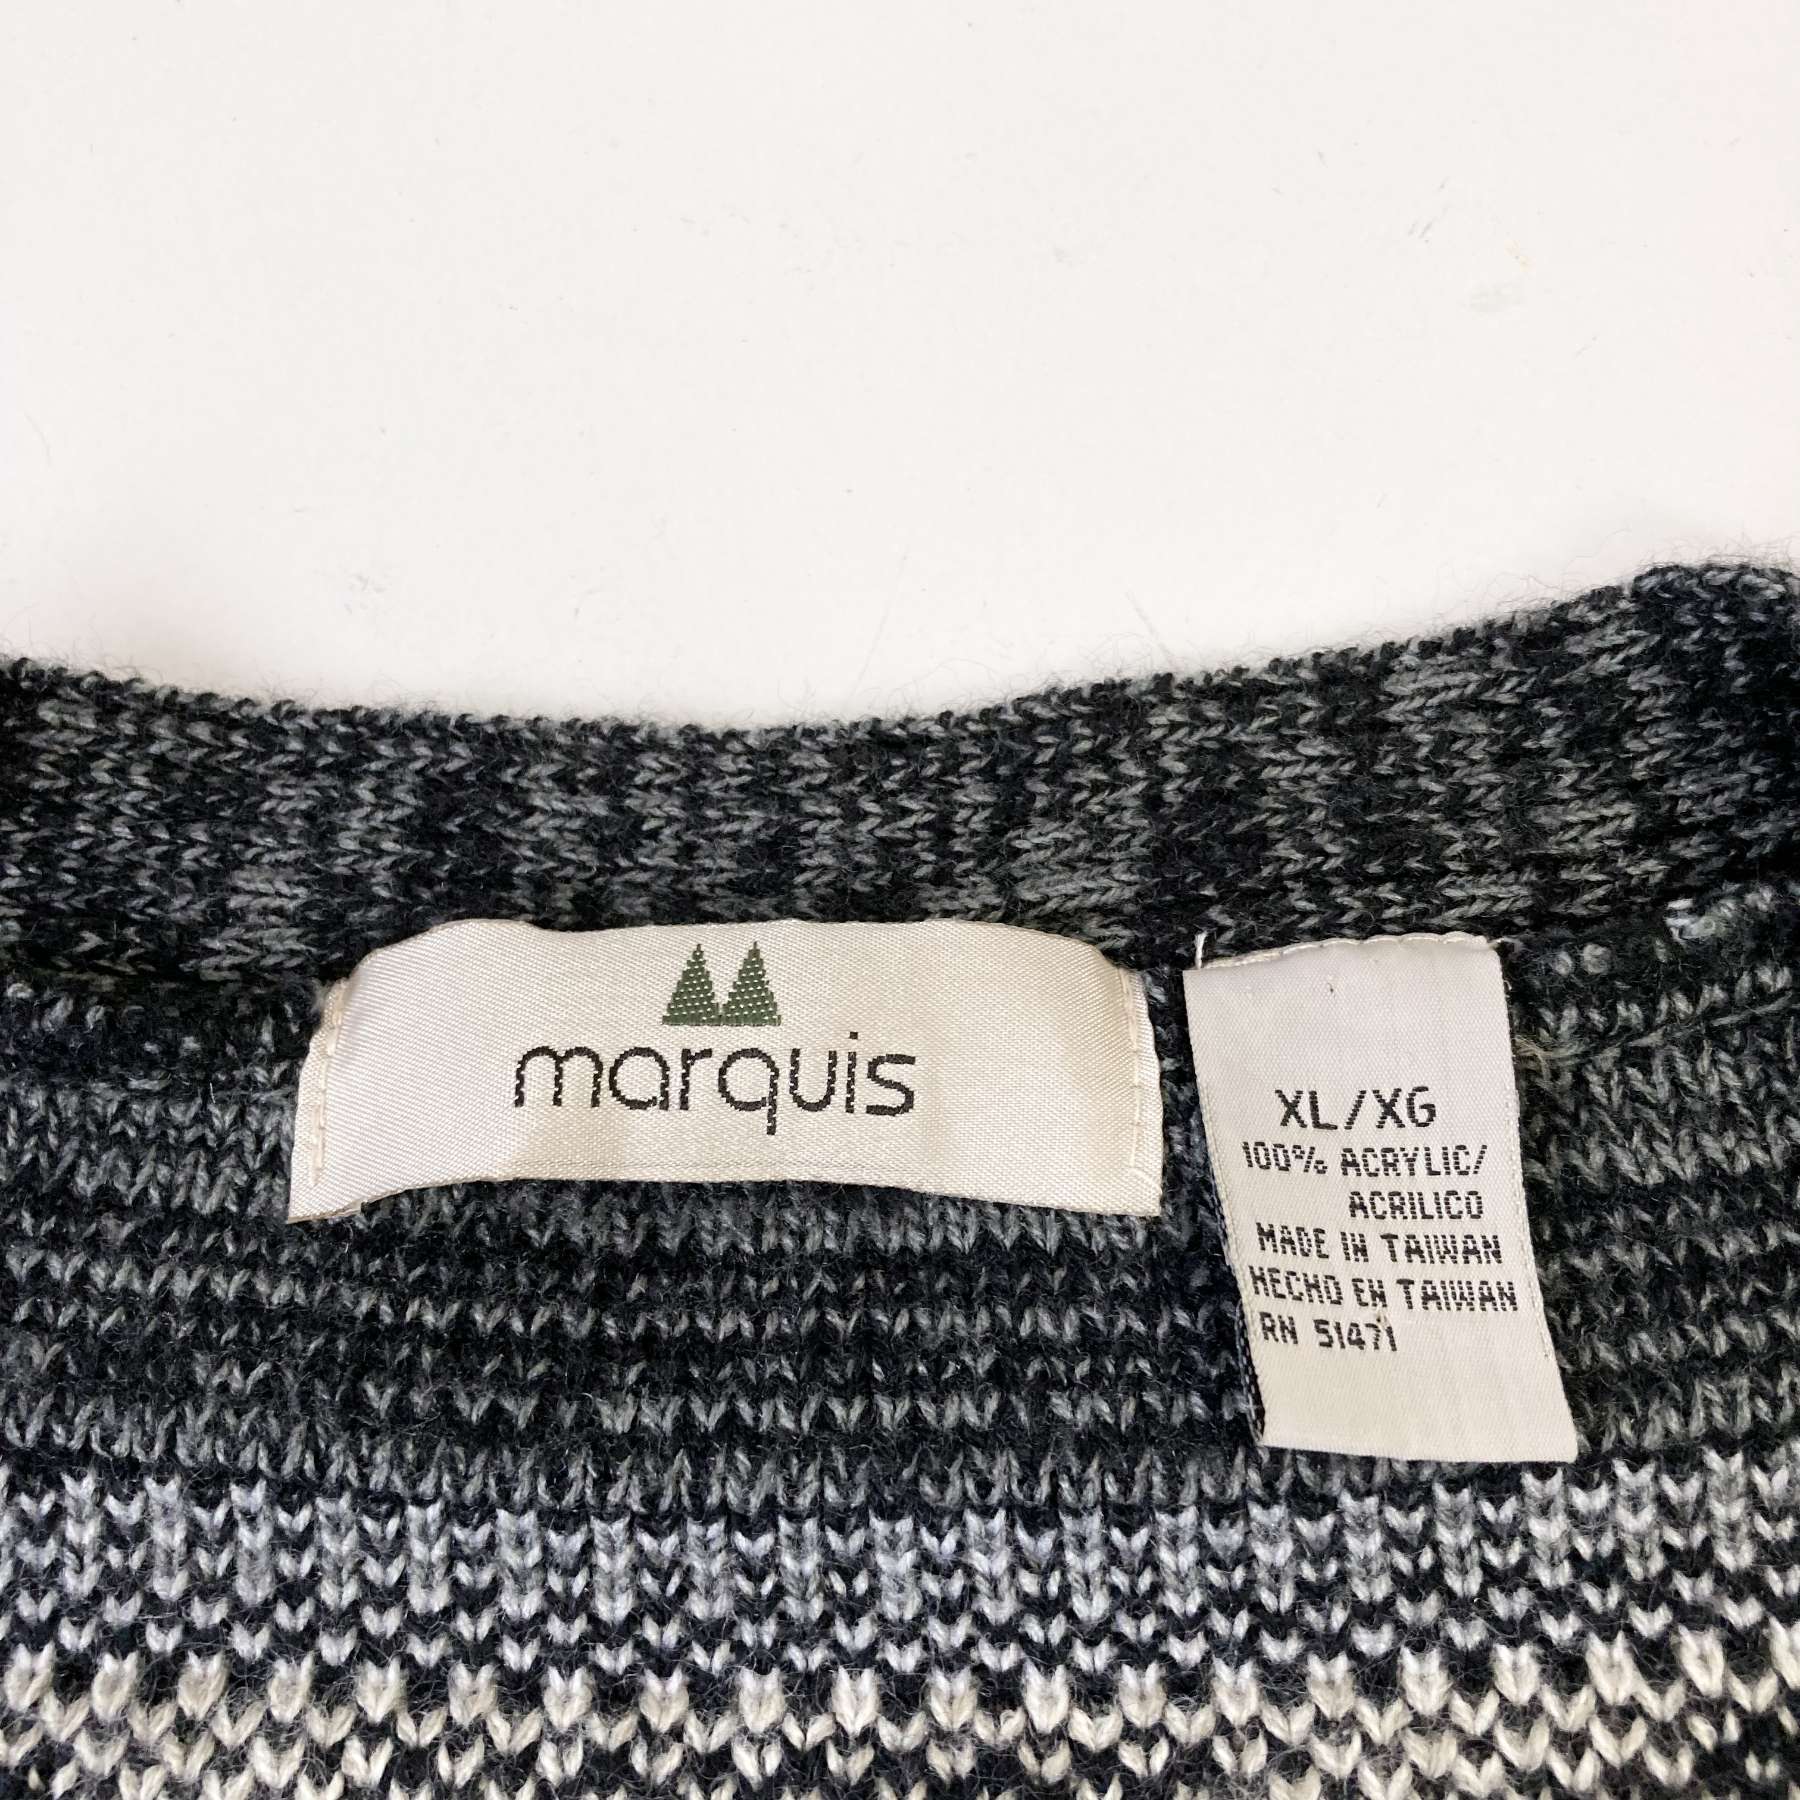 marquis
XL/XG
100% ACRYLIC/
ACRILICO
MADE IN TAIWAN
HECHO EN TAIWAN
RN 51471